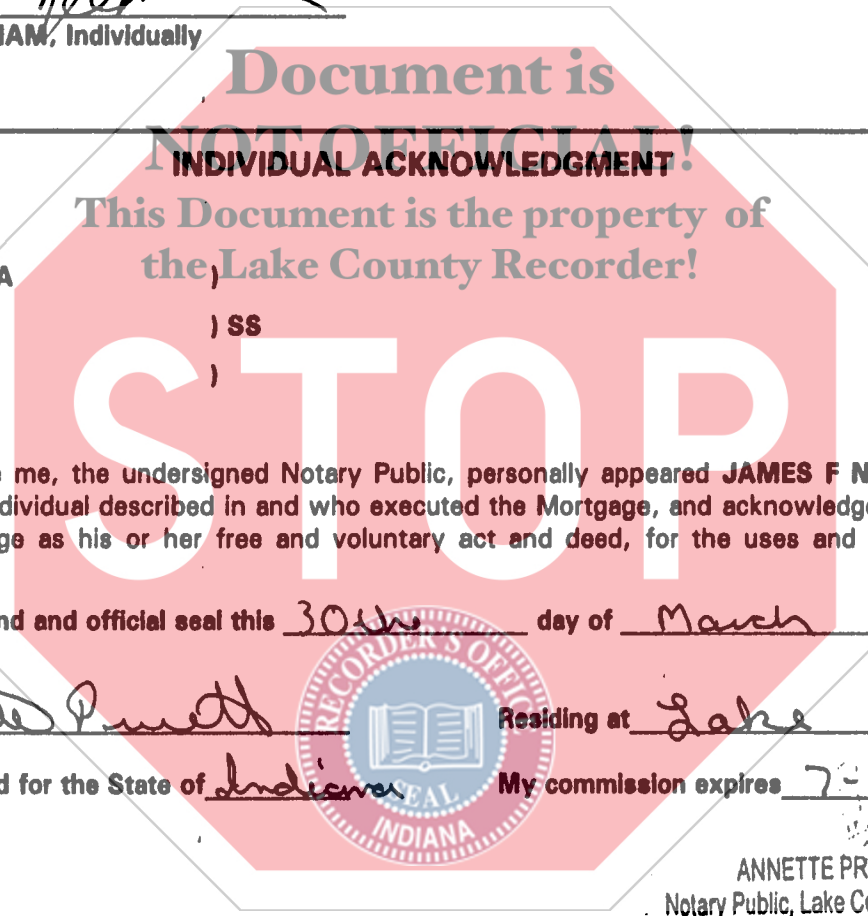 IAM, Individually
Document is
NOT OFFICIAL!
INDIVIDUAL ACKNOWLEDGMENT
This Document is the property of
the Lake County Recorder!
A )
) SS
)
STOP
me, the undersigned Notary Public, personally appeared JAMES F N
dividual described in and who executed the Mortgage, and acknowledg
ge as his or her free and voluntary act and deed, for the uses and
nd and official seal this 30th day of March
Pruett Residing at Lake
d for the State of Indiana My commission expires 7-
RECORDER'S OFFICE
SEAL
INDIANA
ANNETTE PR
Notary Public, Lake Co